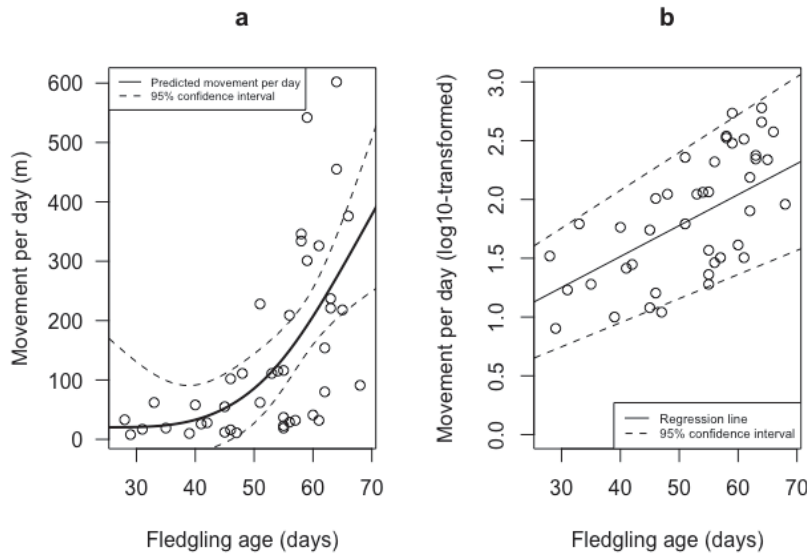 a
Movement per day (m)
600
500
400
300
200
100
0
Predicted movement per day
95% confidence interval
30 40 50 60 70
Fledgling age (days)
b
Movement per day (log10-transformed)
3.0
2.5
2.0
1.5
1.0
0.5
0.0
Regression line
95% confidence interval
30 40 50 60 70
Fledgling age (days)